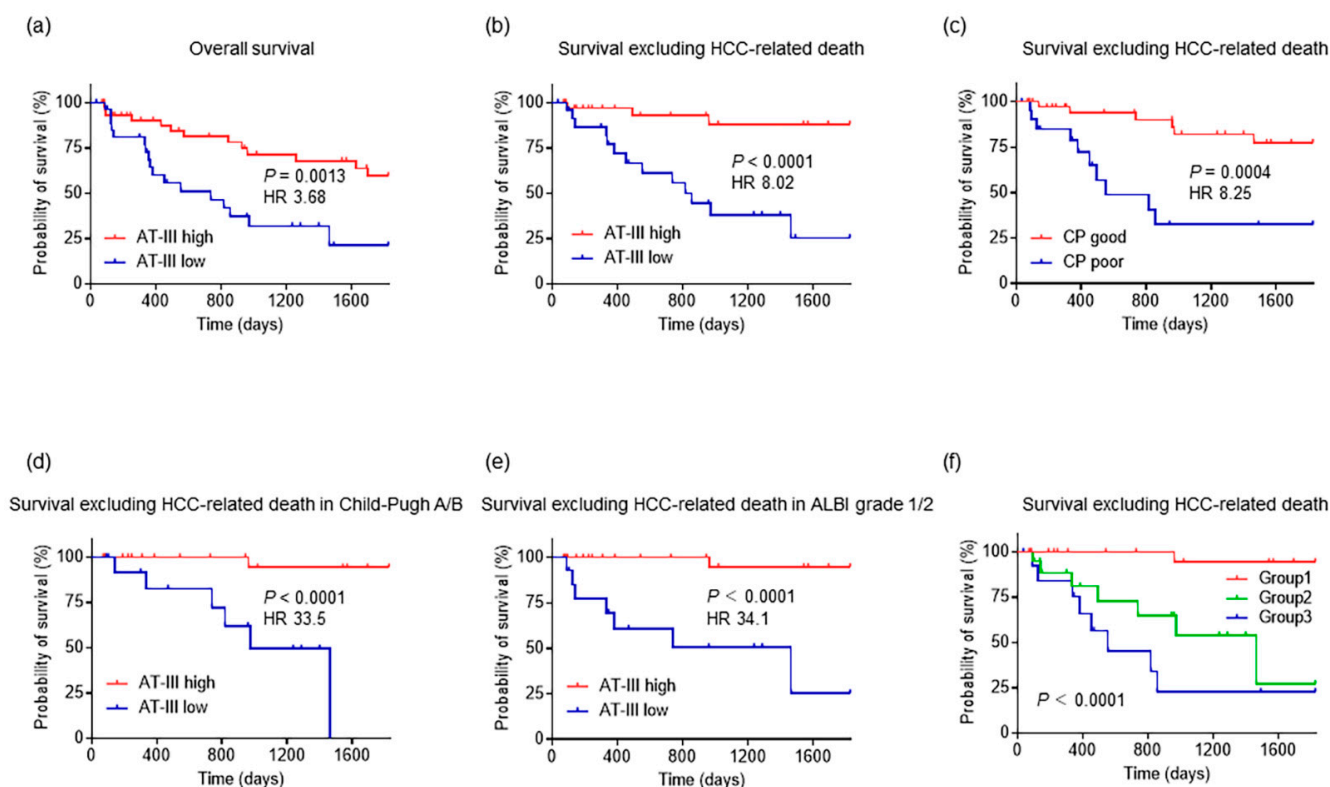 (a)
Overall survival
Probability of survival (%)
100
75
50
25
0
P = 0.0013
HR 3.68
AT-III high
AT-III low
0 400 800 1200 1600
Time (days)
(b)
Survival excluding HCC-related death
Probability of survival (%)
100
75
50
25
0
P < 0.0001
HR 8.02
AT-III high
AT-III low
0 400 800 1200 1600
Time (days)
(c)
Survival excluding HCC-related death
Probability of survival (%)
100
75
50
25
0
P = 0.0004
HR 8.25
CP good
CP poor
0 400 800 1200 1600
Time (days)
(d)
Survival excluding HCC-related death in Child-Pugh A/B
Probability of survival (%)
100
75
50
25
0
P < 0.0001
HR 33.5
AT-III high
AT-III low
0 400 800 1200 1600
Time (days)
(e)
Survival excluding HCC-related death in ALBI grade 1/2
Probability of survival (%)
100
75
50
25
0
P < 0.0001
HR 34.1
AT-III high
AT-III low
0 400 800 1200 1600
Time (days)
(f)
Survival excluding HCC-related death
Probability of survival (%)
100
75
50
25
0
Group1
Group2
Group3
P < 0.0001
0 400 800 1200 1600
Time (days)